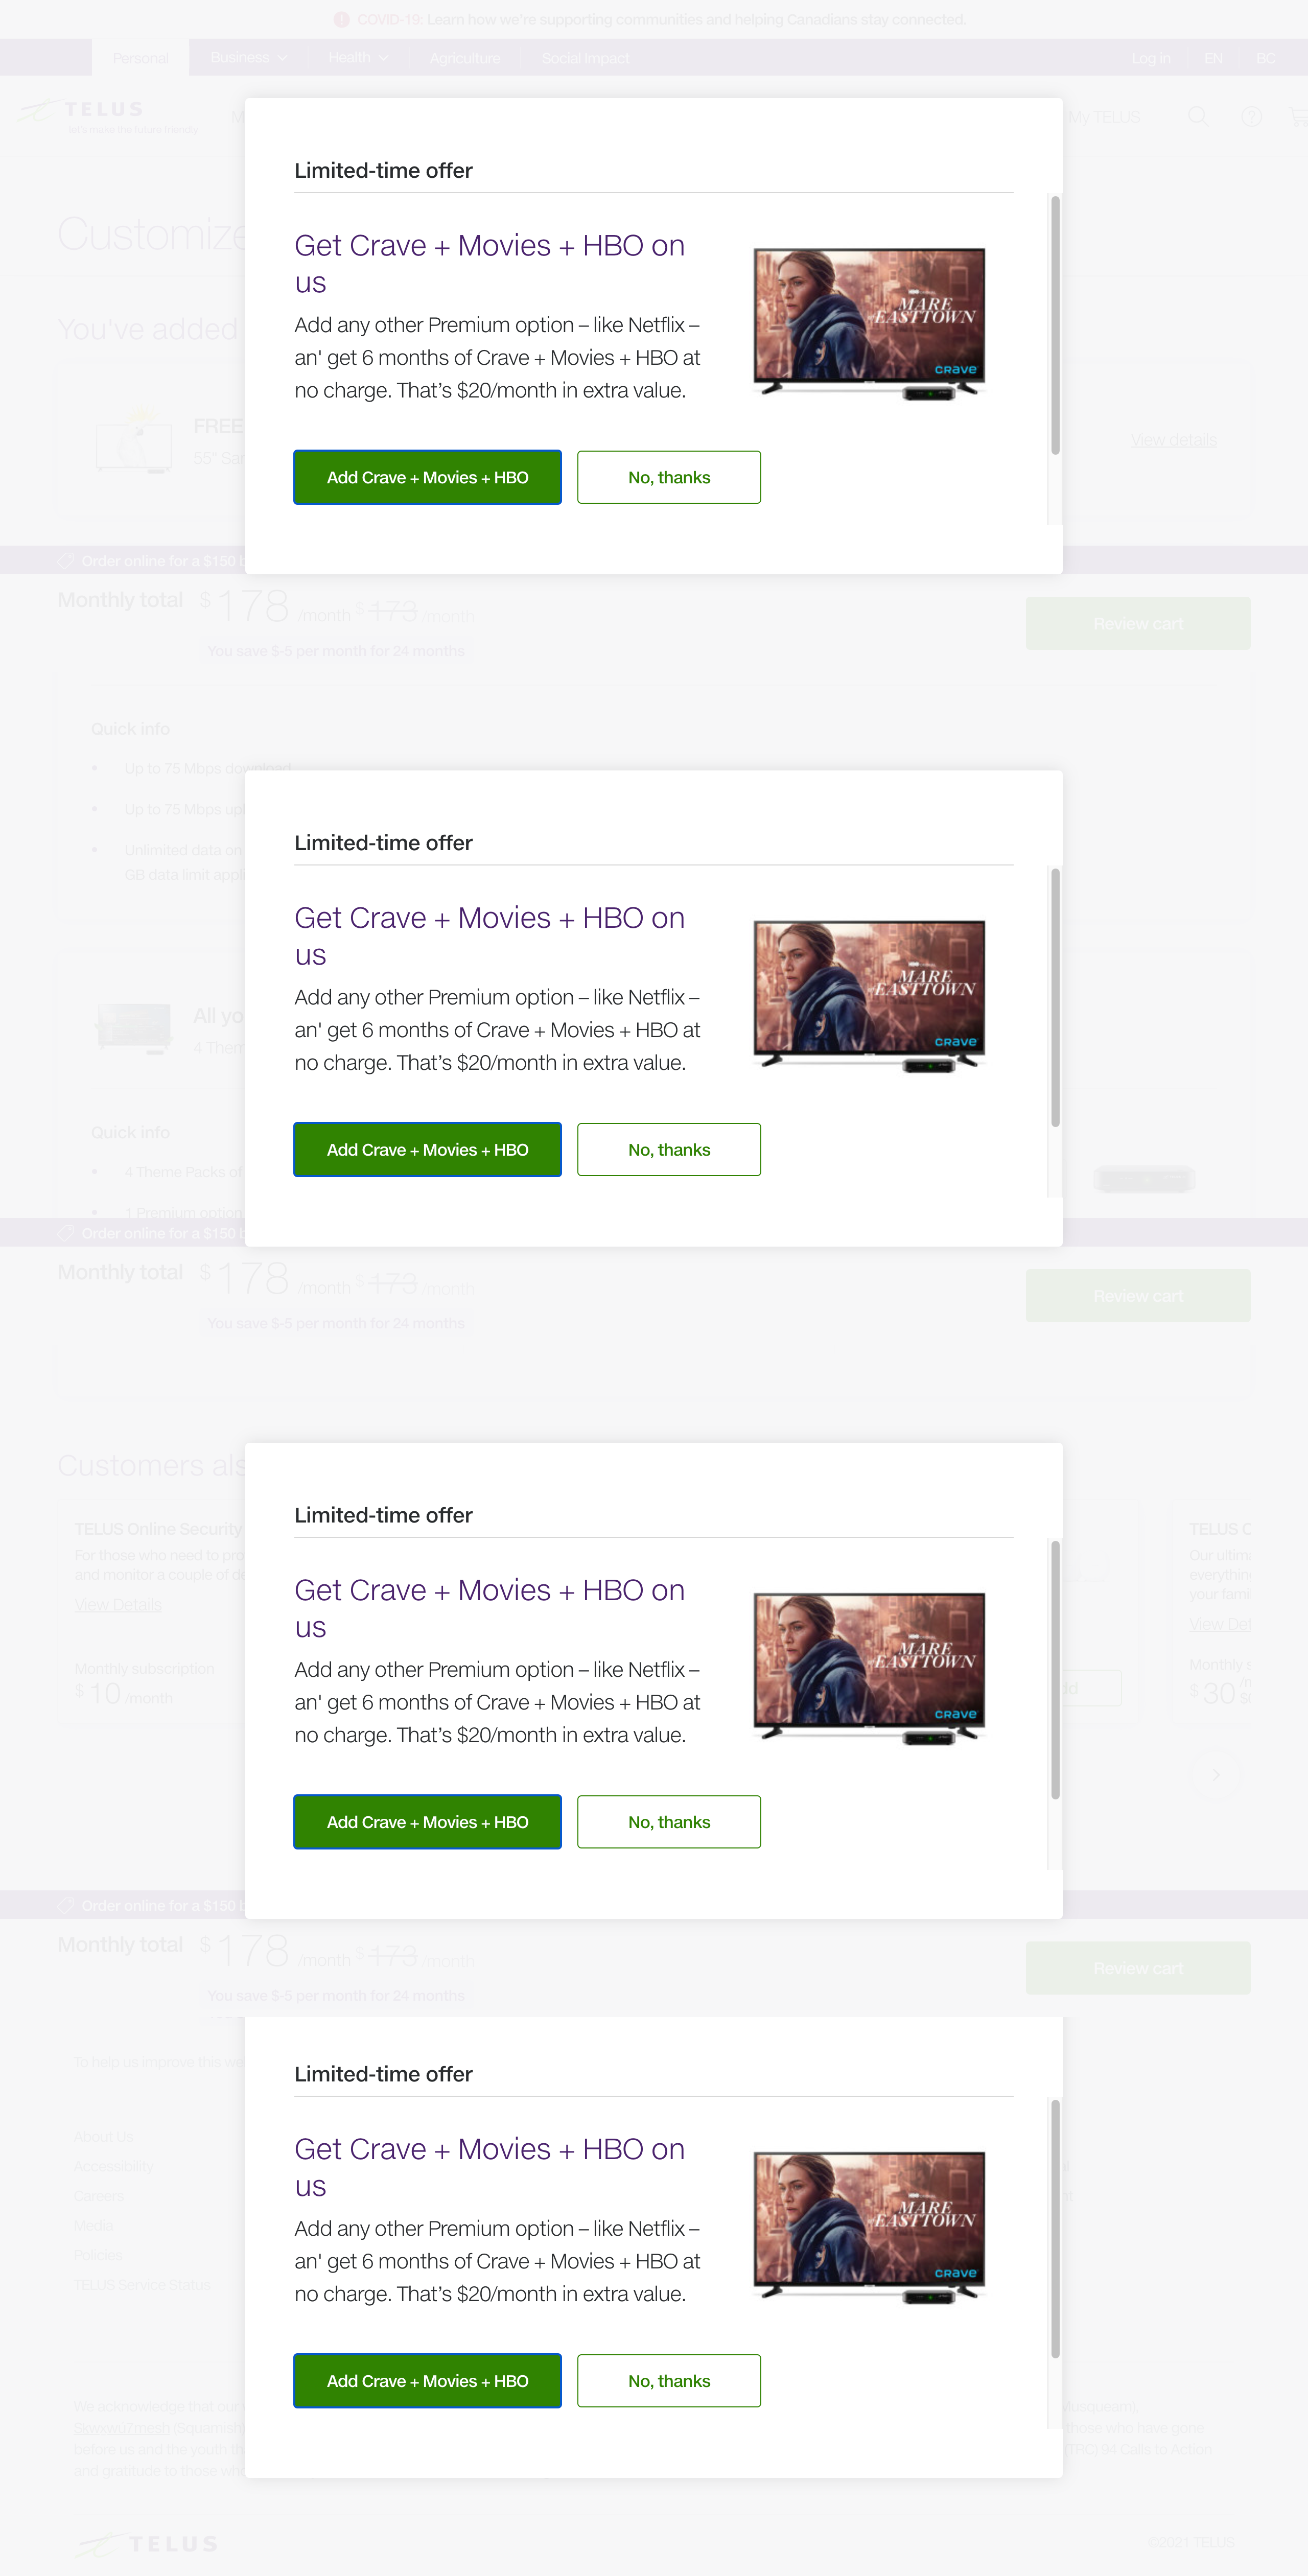 COVID-19: Learn how we're supporting communities and helping Canadians stay connected.
Personal Business Health Agriculture Social Impact Log in EN BC
TELUS
let's make the future friendly
M
My TELUS
Limited-time offer
Customize
Get Crave + Movies + HBO on
us
MARE
EASTTOWN
You've added
Add any other Premium option – like Netflix –
an' get 6 months of Crave + Movies + HBO at
crave
no charge. That's $20/month in extra value.
FREE
View details
55" Sar
Add Crave + Movies + HBO
No, thanks
Order online for a $150 b
Monthly total $178 /month $173 /month
Review cart
You save $-5 per month for 24 months
Quick info
Up to 75 Mbps download
Up to 75 Mbps upl
Limited-time offer
Unlimited data on
GB data limit appli
Get Crave + Movies + HBO on
us
MARE
EASTTOWN
Add any other Premium option – like Netflix –
All yo
an' get 6 months of Crave + Movies + HBO at
crave
4 Them
no charge. That's $20/month in extra value.
Quick info
Add Crave + Movies + HBO
No, thanks
4 Theme Packs of
1 Premium option
Order online for a $150 b
Monthly total $178 /month $173 /month
Review cart
You save $-5 per month for 24 months
Customers als
Limited-time offer
TELUS Online Security
For those who need to pro
and monitor a couple of de
View Details
TELUS O
Our ultima
everythin
your fami
View Det
Get Crave + Movies + HBO on
us
MARE
EASTTOWN
Add any other Premium option – like Netflix –
an' get 6 months of Crave + Movies + HBO at
crave
no charge. That's $20/month in extra value.
Monthly subscription
$10 /month
dd
Monthly s
$30
Add Crave + Movies + HBO
No, thanks
Order online for a $150 b
Monthly total $178 /month $173 /month
Review cart
You save $-5 per month for 24 months
To help us improve this we
Limited-time offer
About Us
Accessibility
Careers
Media
Policies
TELUS Service Status
Get Crave + Movies + HBO on
us
MARE
EASTTOWN
Add any other Premium option – like Netflix –
an' get 6 months of Crave + Movies + HBO at
crave
no charge. That's $20/month in extra value.
Add Crave + Movies + HBO
No, thanks
We acknowledge that our
Musqueam),
Skwxwú7mesh (Squamish)
those who have gone
before us and the youth th
(TRC) 94 Calls to Action
and gratitude to those who
TELUS
©2021 TELUS